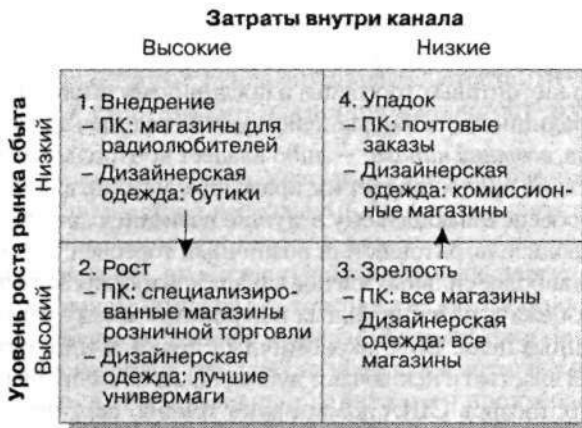 Затраты внутри канала
Высокие
Низкие
Уровень роста рынка сбыта
Низкий
Высокий
1. Внедрение
– ПК: магазины для
радиолюбителей
– Дизайнерская
одежда: бутики
4. Упадок
– ПК: почтовые
заказы
– Дизайнерская
одежда: комиссион-
ные магазины
2. Рост
– ПК: специализиро-
ванные магазины
розничной торговли
– Дизайнерская
одежда: лучшие
универмаги
3. Зрелость
– ПК: все магазины
– Дизайнерская
одежда: все
магазины